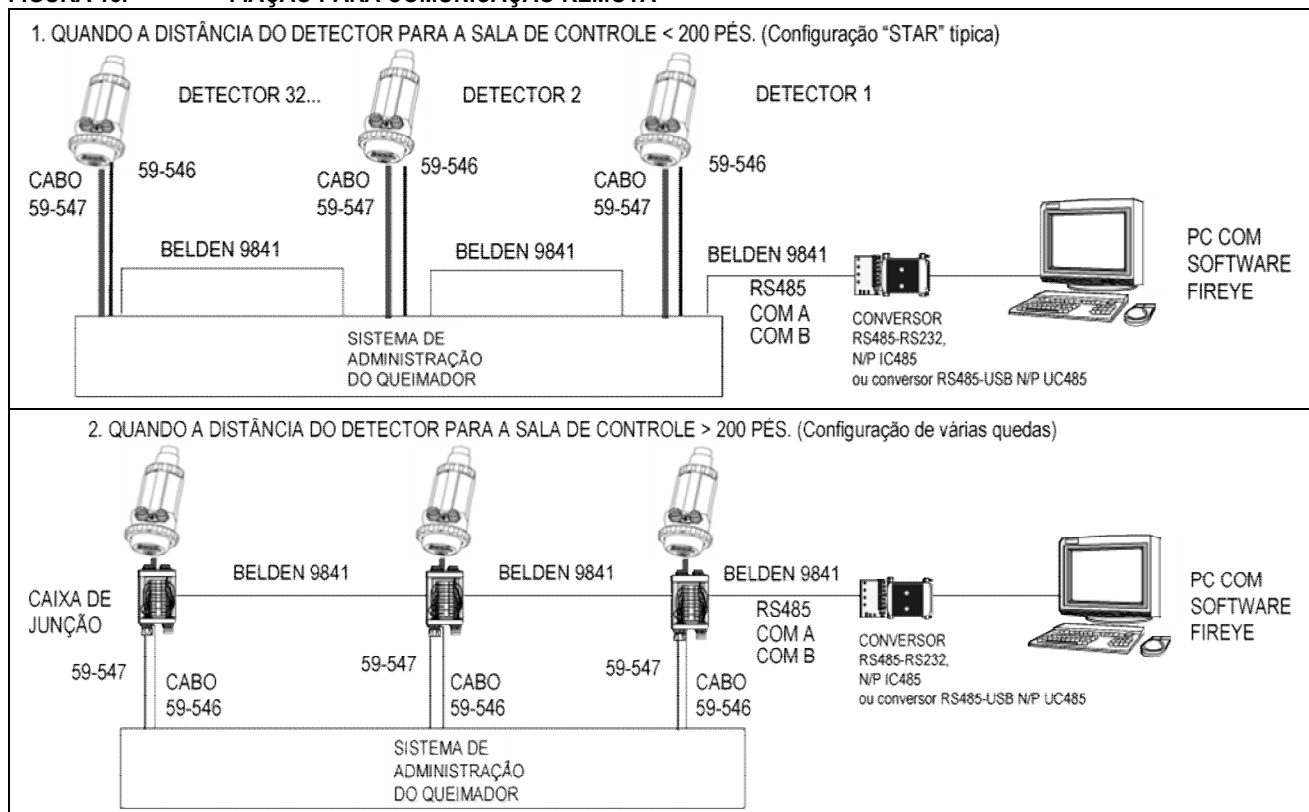 1. QUANDO A DISTÂNCIA DO DETECTOR PARA A SALA DE CONTROLE < 200 PÉS. (Configuração “STAR” típica)
DETECTOR 32...
DETECTOR 2
DETECTOR 1
CABO
59-547
59-546
CABO
59-547
59-546
CABO
59-547
59-546
BELDEN 9841
BELDEN 9841
BELDEN 9841
RS485
COM A
COM B
CONVERSOR
RS485-RS232,
N/P IC485
ou conversor RS485-USB N/P UC485
PC COM
SOFTWARE
FIREYE
SISTEMA DE
ADMINISTRAÇÃO
DO QUEIMADOR
2. QUANDO A DISTÂNCIA DO DETECTOR PARA A SALA DE CONTROLE > 200 PÉS. (Configuração de várias quedas)
CAIXA DE
JUNÇÃO
BELDEN 9841
BELDEN 9841
BELDEN 9841
RS485
COM A
COM B
CONVERSOR
RS485-RS232,
N/P IC485
ou conversor RS485-USB N/P UC485
PC COM
SOFTWARE
FIREYE
59-547
CABO
59-546
59-547
CABO
59-546
59-547
CABO
59-546
SISTEMA DE
ADMINISTRAÇÃO
DO QUEIMADOR